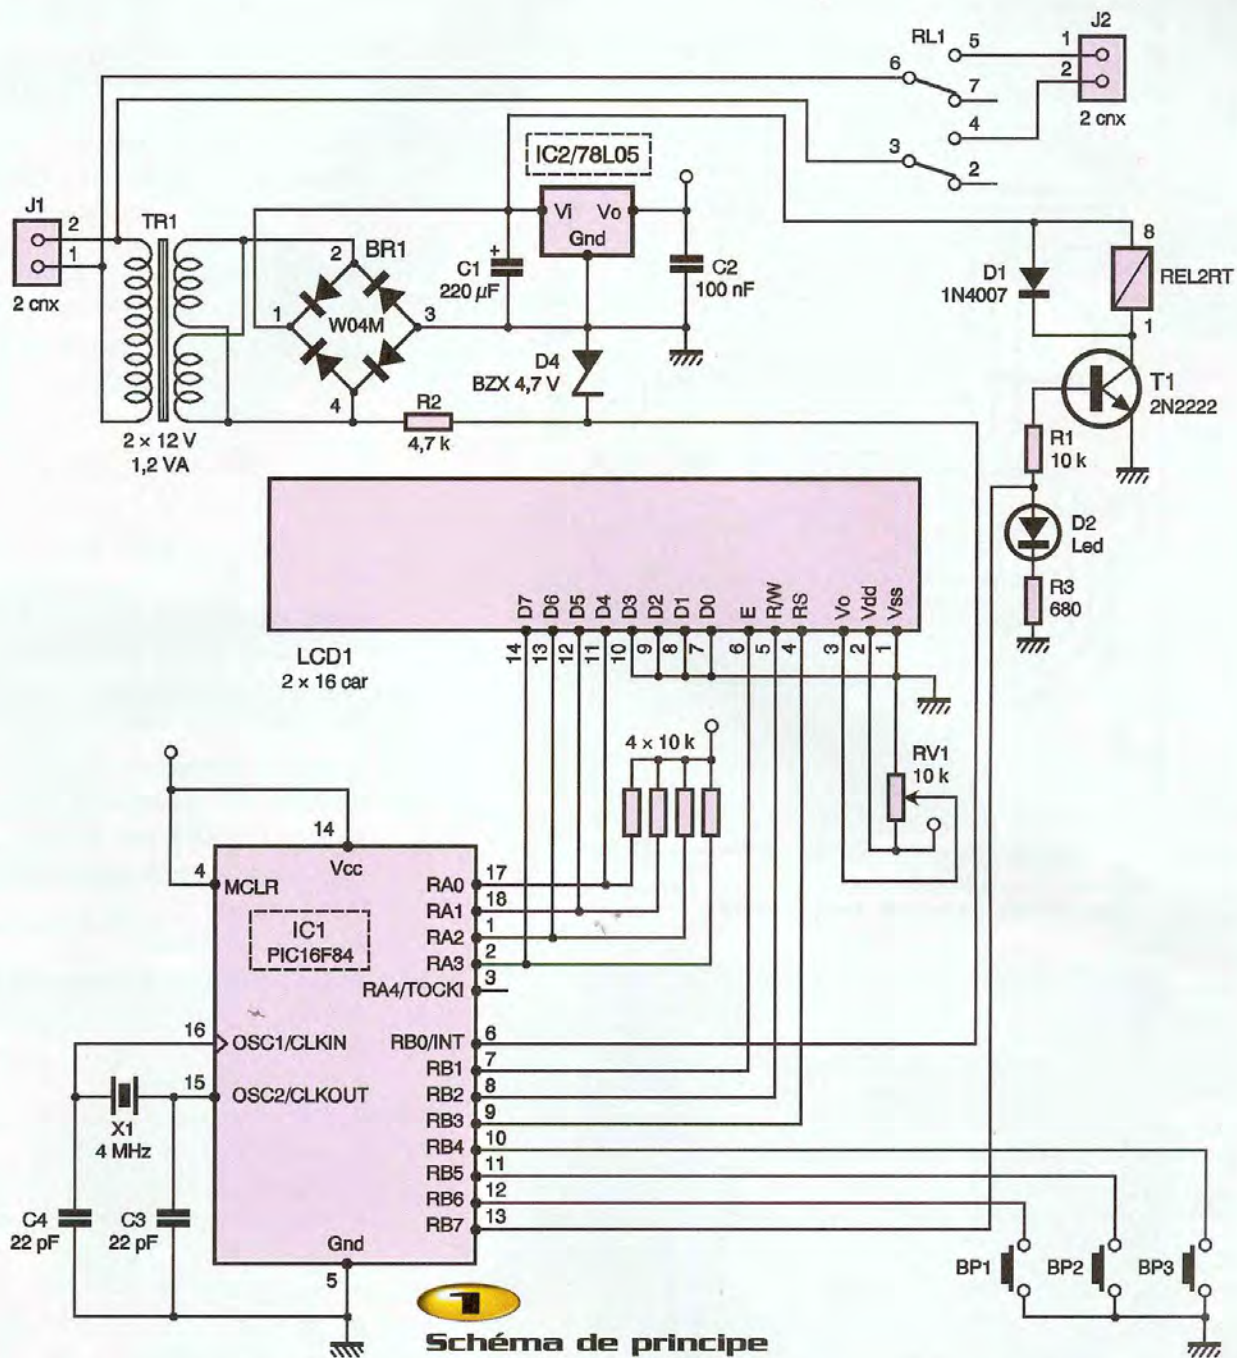 J2
RL1
5
1
6
2
7
4
2 cnx
3
2
IC2/78L05
J1
TR1
Vi
Vo
Gnd
2
1
2 cnx
2
BR1
W04M
1
3
4
+
C1
220 µF
C2
100 nF
D1
1N4007
8
REL2RT
1
D4
BZX 4,7 V
R2
4,7 k
T1
2N2222
2 × 12 V
1,2 VA
R1
10 k
D2
Led
R3
680
D7
D6
D5
D4
D3
D2
D1
D0
E
R/W
RS
Vo
Vdd
Vss
14
13
12
11
10
9
8
7
6
5
4
3
2
1
LCD1
2 × 16 car
4 × 10 k
RV1
10 k
14
Vcc
4
MCLR
RA0
17
RA1
18
IC1
PIC16F84
RA2
1
RA3
2
RA4/TOCKI
3
16
OSC1/CLKIN
RB0/INT
6
RB1
7
15
OSC2/CLKOUT
RB2
8
X1
4 MHz
RB3
9
RB4
10
RB5
11
RB6
12
RB7
13
C4
22 pF
C3
22 pF
Gnd
5
BP1
BP2
BP3
1
Schéma de principe